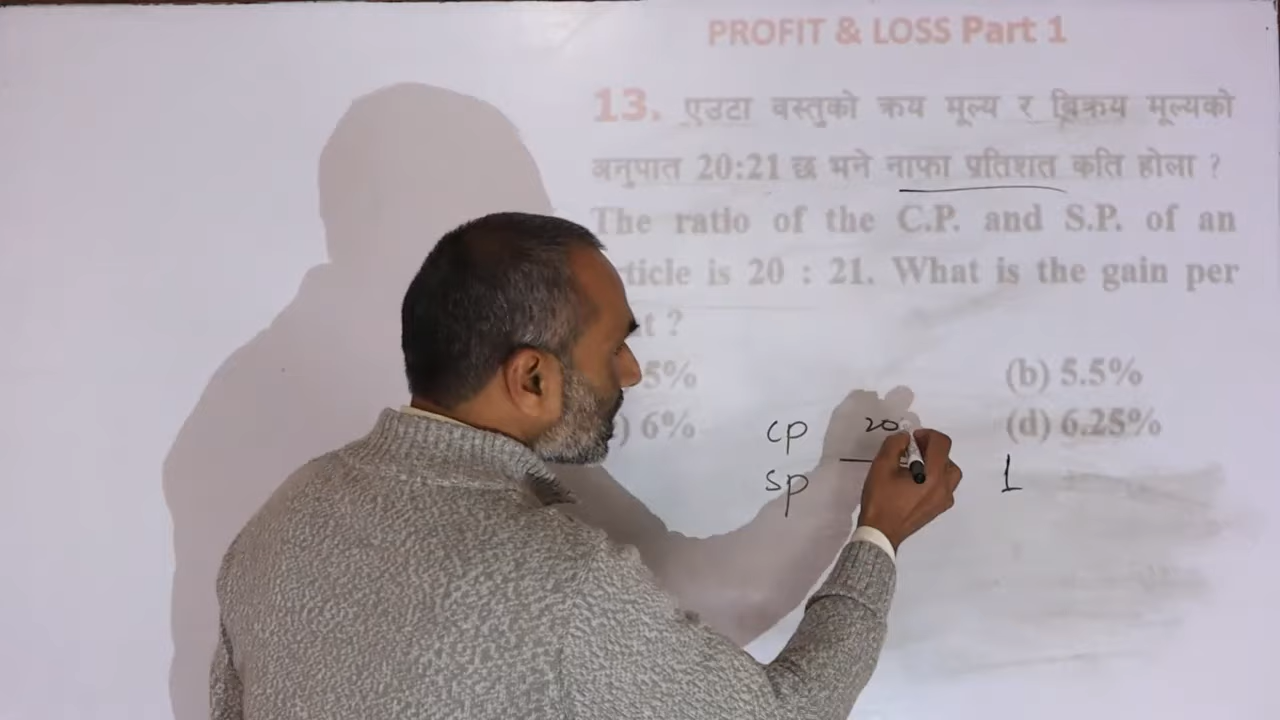 PROFIT & LOSS Part 1
13. एउटा वस्तुको क्रय मूल्य र विक्रय मूल्यको
अनुपात 20:21 छ भने नाफा प्रतिशत कति होला ?
The ratio of the C.P. and S.P. of an
ticle is 20 : 21. What is the gain per
t ?
5% (b) 5.5%
) 6% (d) 6.25%
cp 20
sp 1